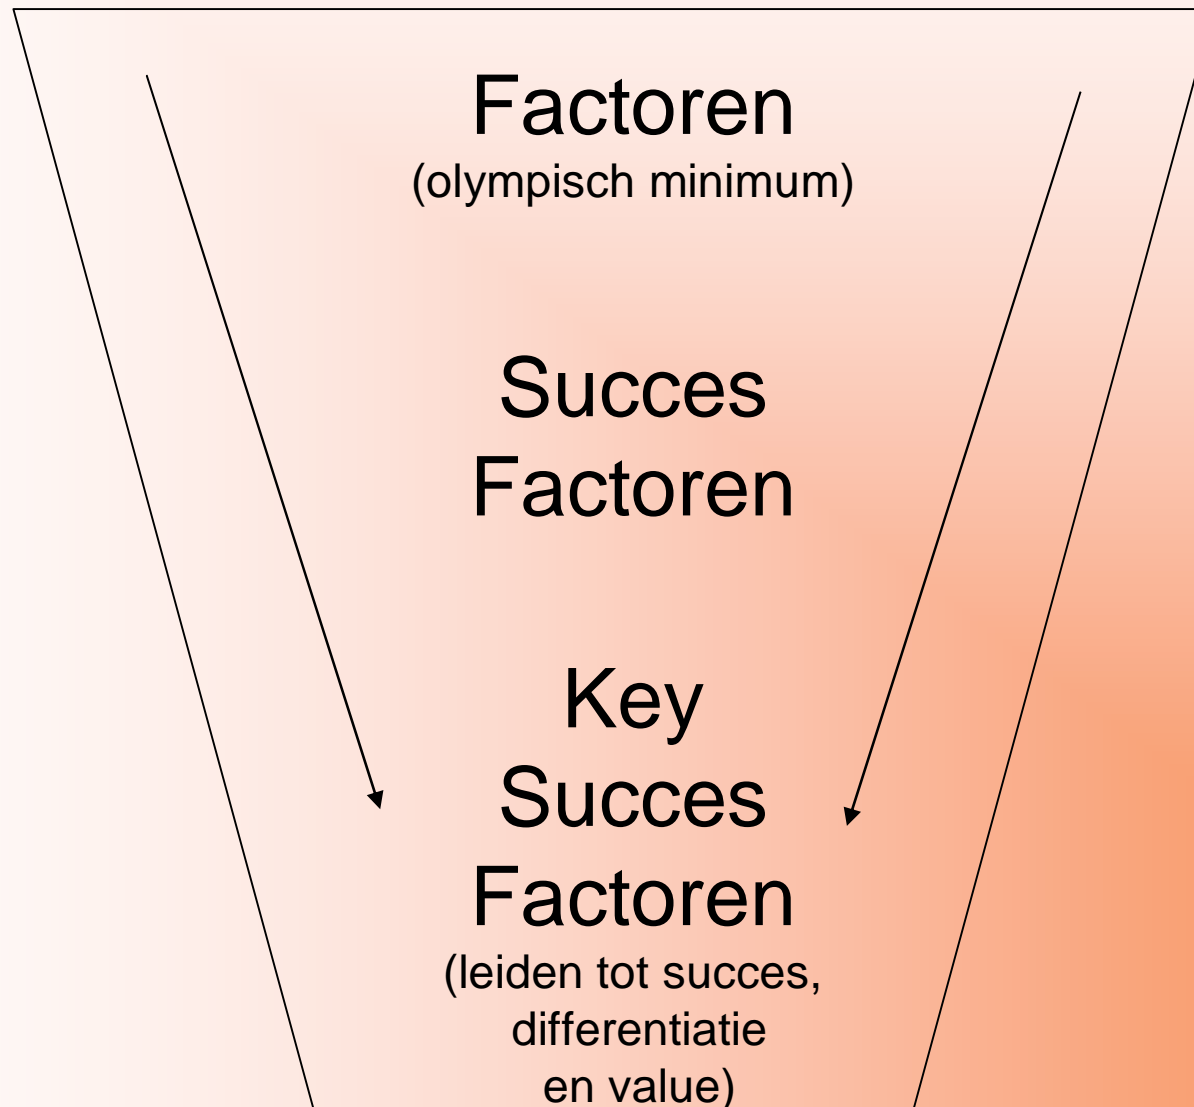 Factoren
(olympisch minimum)
Succes
Factoren
Key
Succes
Factoren
(leiden tot succes,
differentiatie
en value)